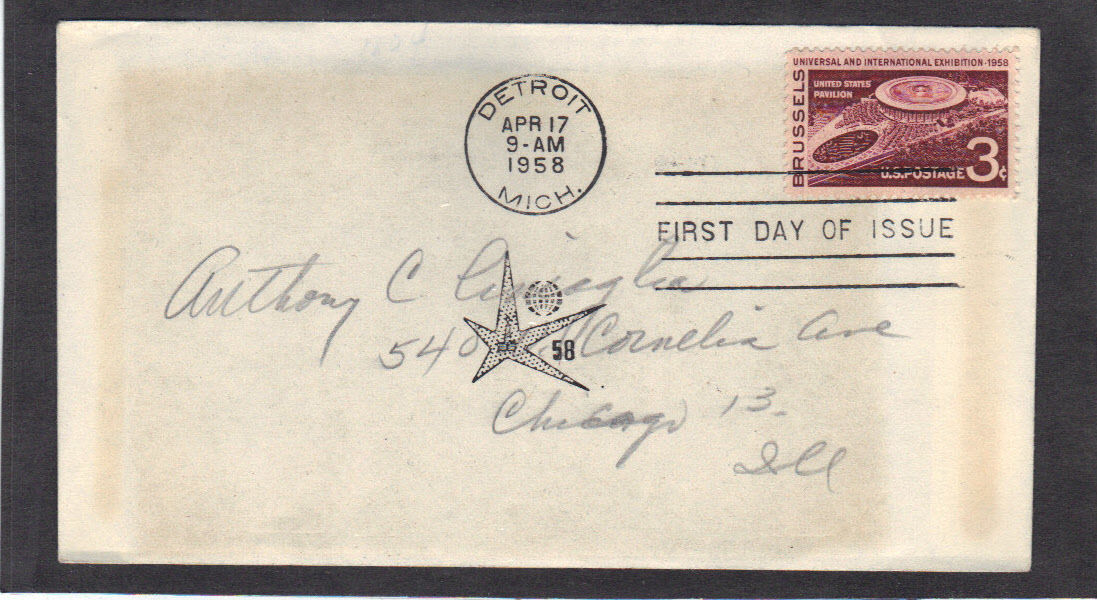 DETROIT
APR 17
9-AM
1958
MICH.
UNIVERSAL AND INTERNATIONAL EXHIBITION-1958
BRUSSELS
UNITED STATES
PAVILION
U.S.POSTAGE 3¢
FIRST DAY OF ISSUE
Anthony C
58
Cornelia Ave
Chicago 13.
Ill